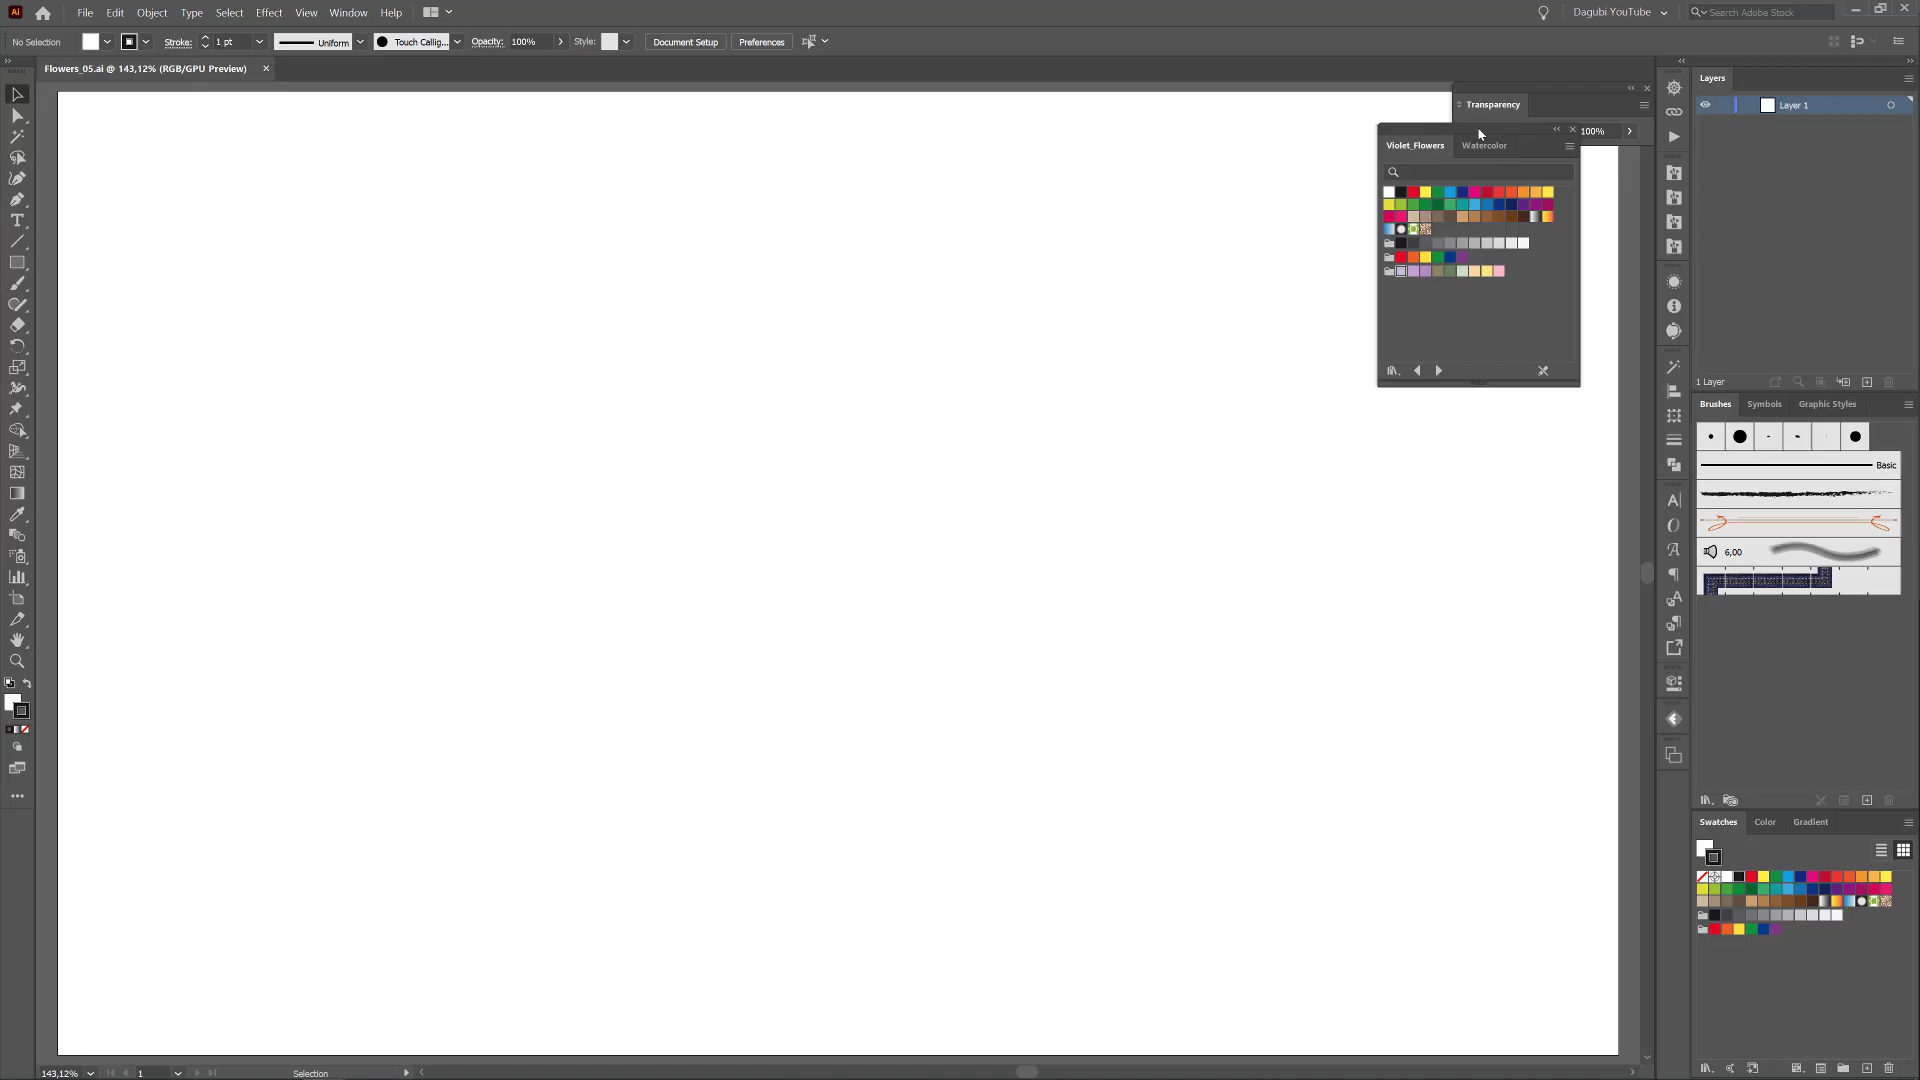 Ai File Edit Object Type Select Effect View Window Help Dagubi YouTube Search Adobe Stock
No Selection Stroke: 1 pt Uniform Touch Callig... Opacity: 100% Style: Document Setup Preferences
Flowers_05.ai @ 143,12% (RGB/GPU Preview)
Transparency
100%
Violet_Flowers Watercolor
Layers
Layer 1
1 Layer
Brushes Symbols Graphic Styles
Basic
6,00
Swatches Color Gradient
143,12% 1 Selection